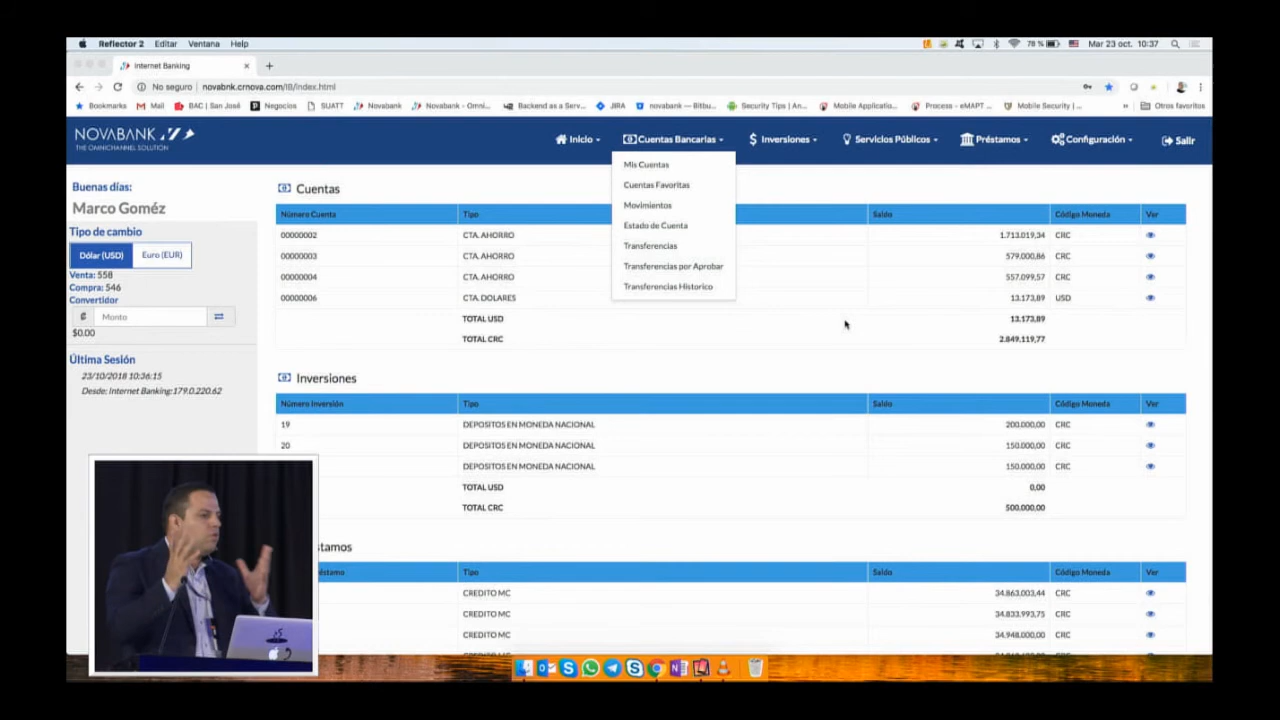 Reflector 2 Editar Ventana Help 78 % Mar 23 oct. 10:37
Internet Banking
No seguro novabnk.crnova.com/IB/index.html
Bookmarks Mail BAC | San José Negocios SUATT Novabank Novabank - Omni... Backend as a Serv... JIRA novabank — Bitbu... Security Tips | An... Mobile Applicatio... Process - eMAPT ... Mobile Security |... » Otros favoritos
NOVABANK
THE OMNICHANNEL SOLUTION
Inicio Cuentas Bancarias Inversiones Servicios Públicos Préstamos Configuración Salir
Mis Cuentas
Cuentas Favoritas
Movimientos
Estado de Cuenta
Transferencias
Transferencias por Aprobar
Transferencias Historico
Buenas días:
Marco Goméz
Tipo de cambio
Dólar (USD) Euro (EUR)
Venta: 558
Compra: 546
Convertidor
₡ Monto
$0.00
Última Sesión
23/10/2018 10:36:15
Desde: Internet Banking:179.0.220.62
Cuentas
Número Cuenta Tipo Saldo Código Moneda Ver
00000002 CTA. AHORRO 1.713.019,34 CRC
00000003 CTA. AHORRO 579.000,86 CRC
00000004 CTA. AHORRO 557.099,57 CRC
00000006 CTA. DOLARES 13.173,89 USD
TOTAL USD 13.173,89
TOTAL CRC 2.849.119,77
Inversiones
Número Inversión Tipo Saldo Código Moneda Ver
19 DEPOSITOS EN MONEDA NACIONAL 200.000,00 CRC
20 DEPOSITOS EN MONEDA NACIONAL 150.000,00 CRC
DEPOSITOS EN MONEDA NACIONAL 150.000,00 CRC
TOTAL USD 0,00
TOTAL CRC 500.000,00
stamos
éstamo Tipo Saldo Código Moneda Ver
CREDITO MC 34.863.003,44 CRC
CREDITO MC 34.833.993,75 CRC
CREDITO MC 34.948.000,00 CRC